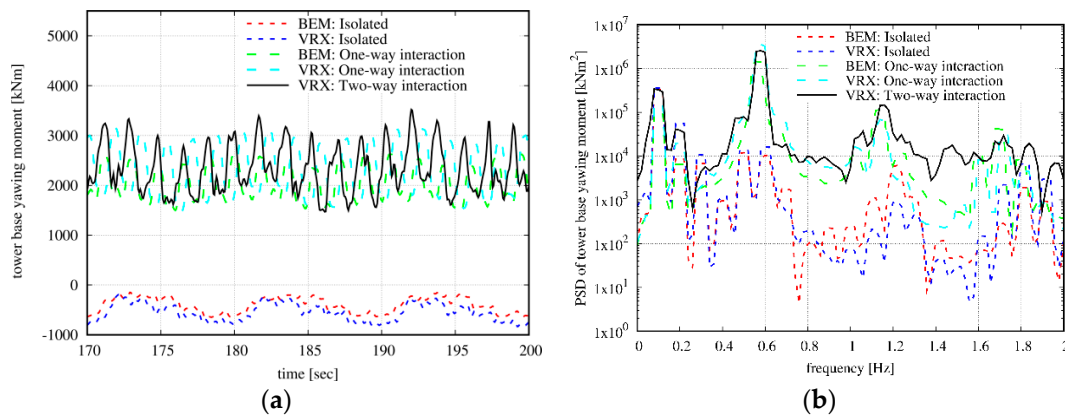 BEM: Isolated
VRX: Isolated
BEM: One-way interaction
VRX: One-way interaction
VRX: Two-way interaction
tower base yawing moment [kNm]
5000
4000
3000
2000
1000
0
-1000
170
175
180
185
190
195
200
time [sec]
(a)
BEM: Isolated
VRX: Isolated
BEM: One-way interaction
VRX: One-way interaction
VRX: Two-way interaction
PSD of tower base yawing moment [kNm²]
1x10⁷
1x10⁶
1x10⁵
1x10⁴
1x10³
1x10²
1x10¹
1x10⁰
0
0.2
0.4
0.6
0.8
1
1.2
1.4
1.6
1.8
2
frequency [Hz]
(b)